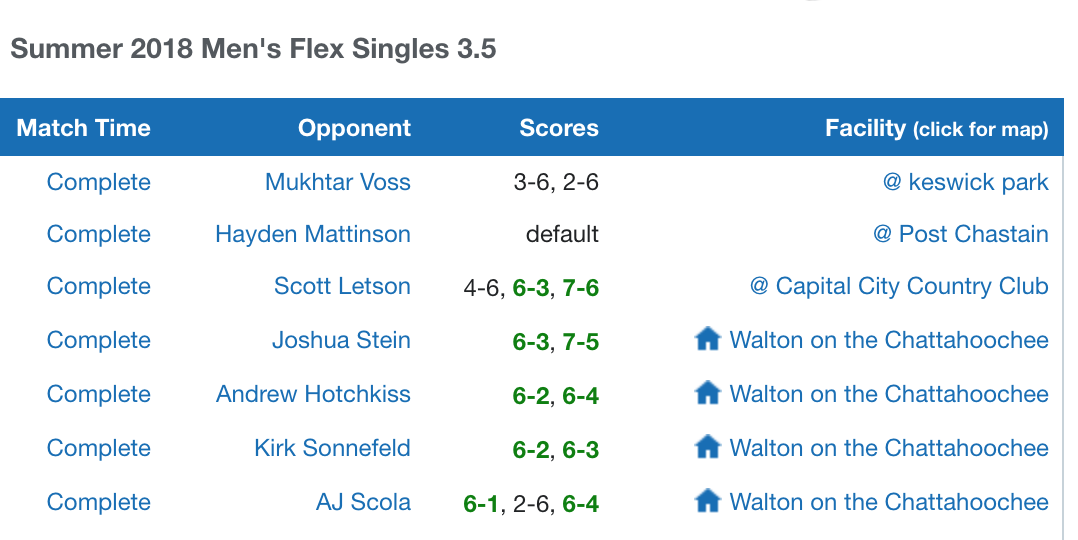 Summer 2018 Men's Flex Singles 3.5
Match Time Opponent Scores Facility (click for map)
Complete Mukhtar Voss 3-6, 2-6 @ keswick park
Complete Hayden Mattinson default @ Post Chastain
Complete Scott Letson 4-6, 6-3, 7-6 @ Capital City Country Club
Complete Joshua Stein 6-3, 7-5 Walton on the Chattahoochee
Complete Andrew Hotchkiss 6-2, 6-4 Walton on the Chattahoochee
Complete Kirk Sonnefeld 6-2, 6-3 Walton on the Chattahoochee
Complete AJ Scola 6-1, 2-6, 6-4 Walton on the Chattahoochee